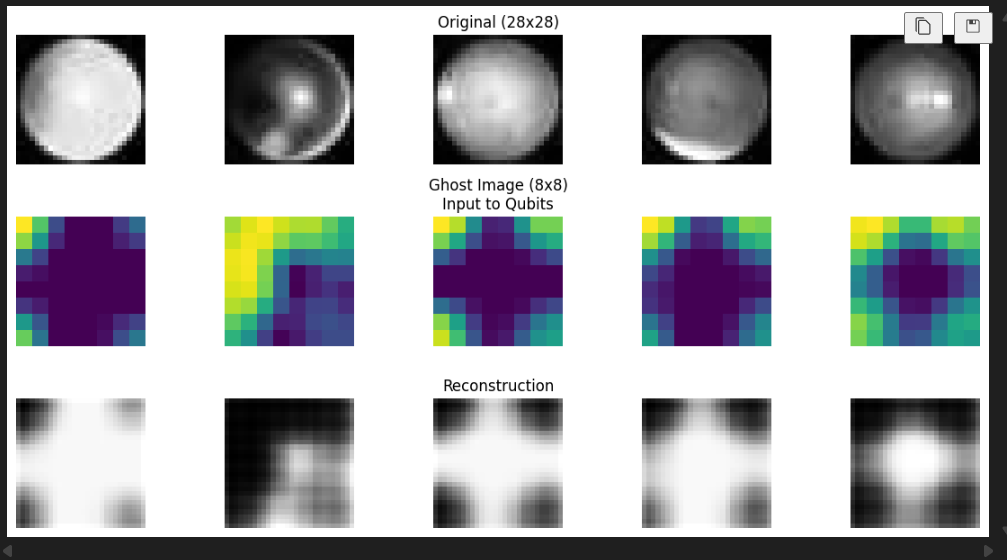 Original (28x28)
Ghost Image (8x8)
Input to Qubits
Reconstruction